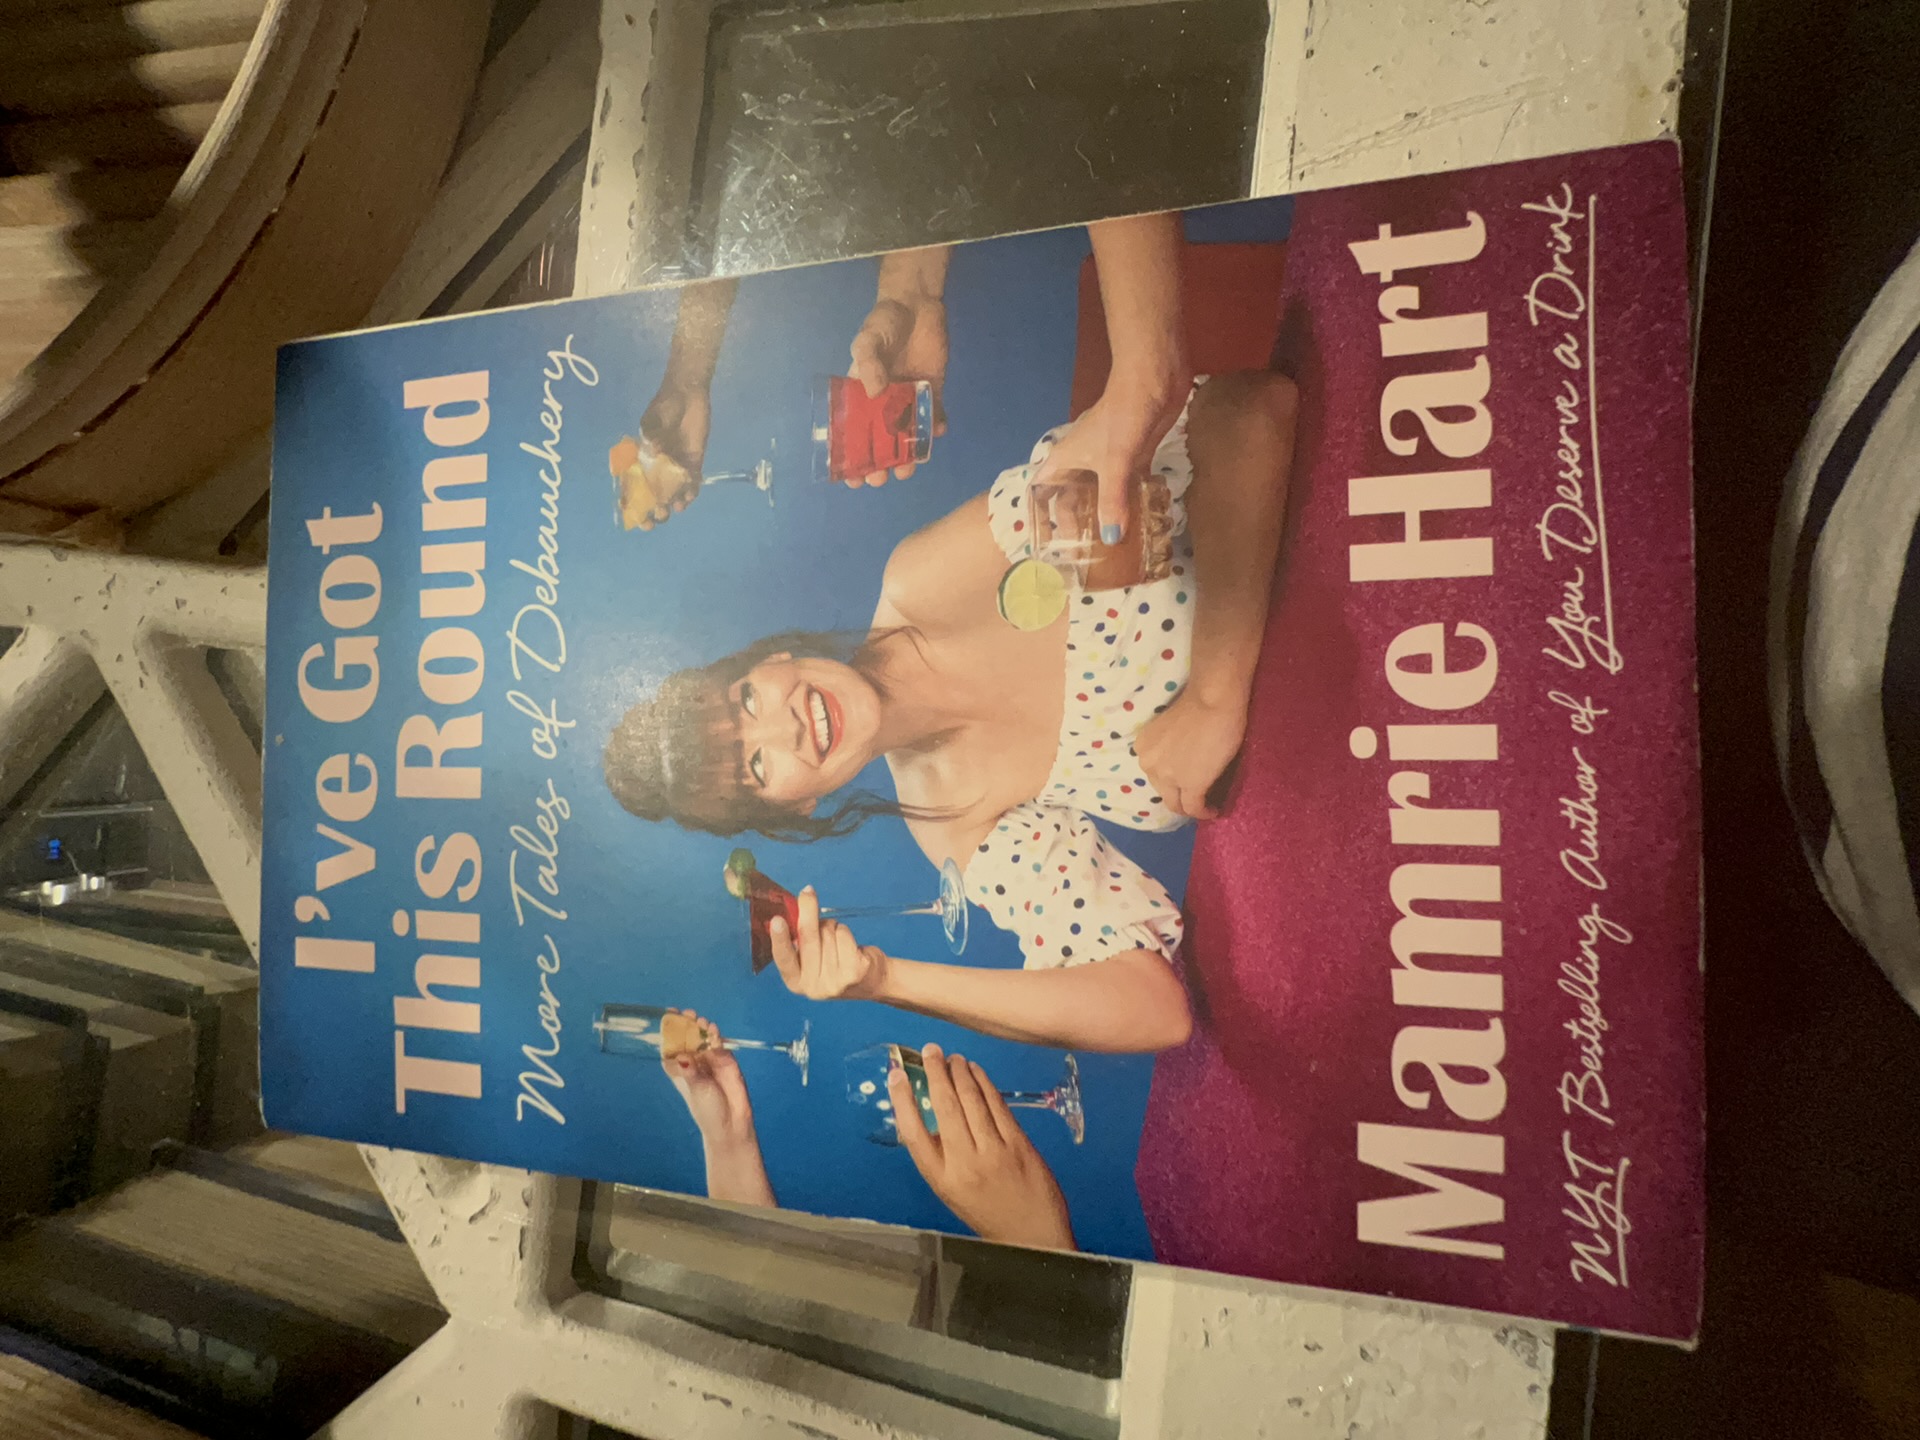 I've Got
This Round
More Tales of Debauchery
Mamrie Hart
NYT Bestselling Author of You Deserve a Drink